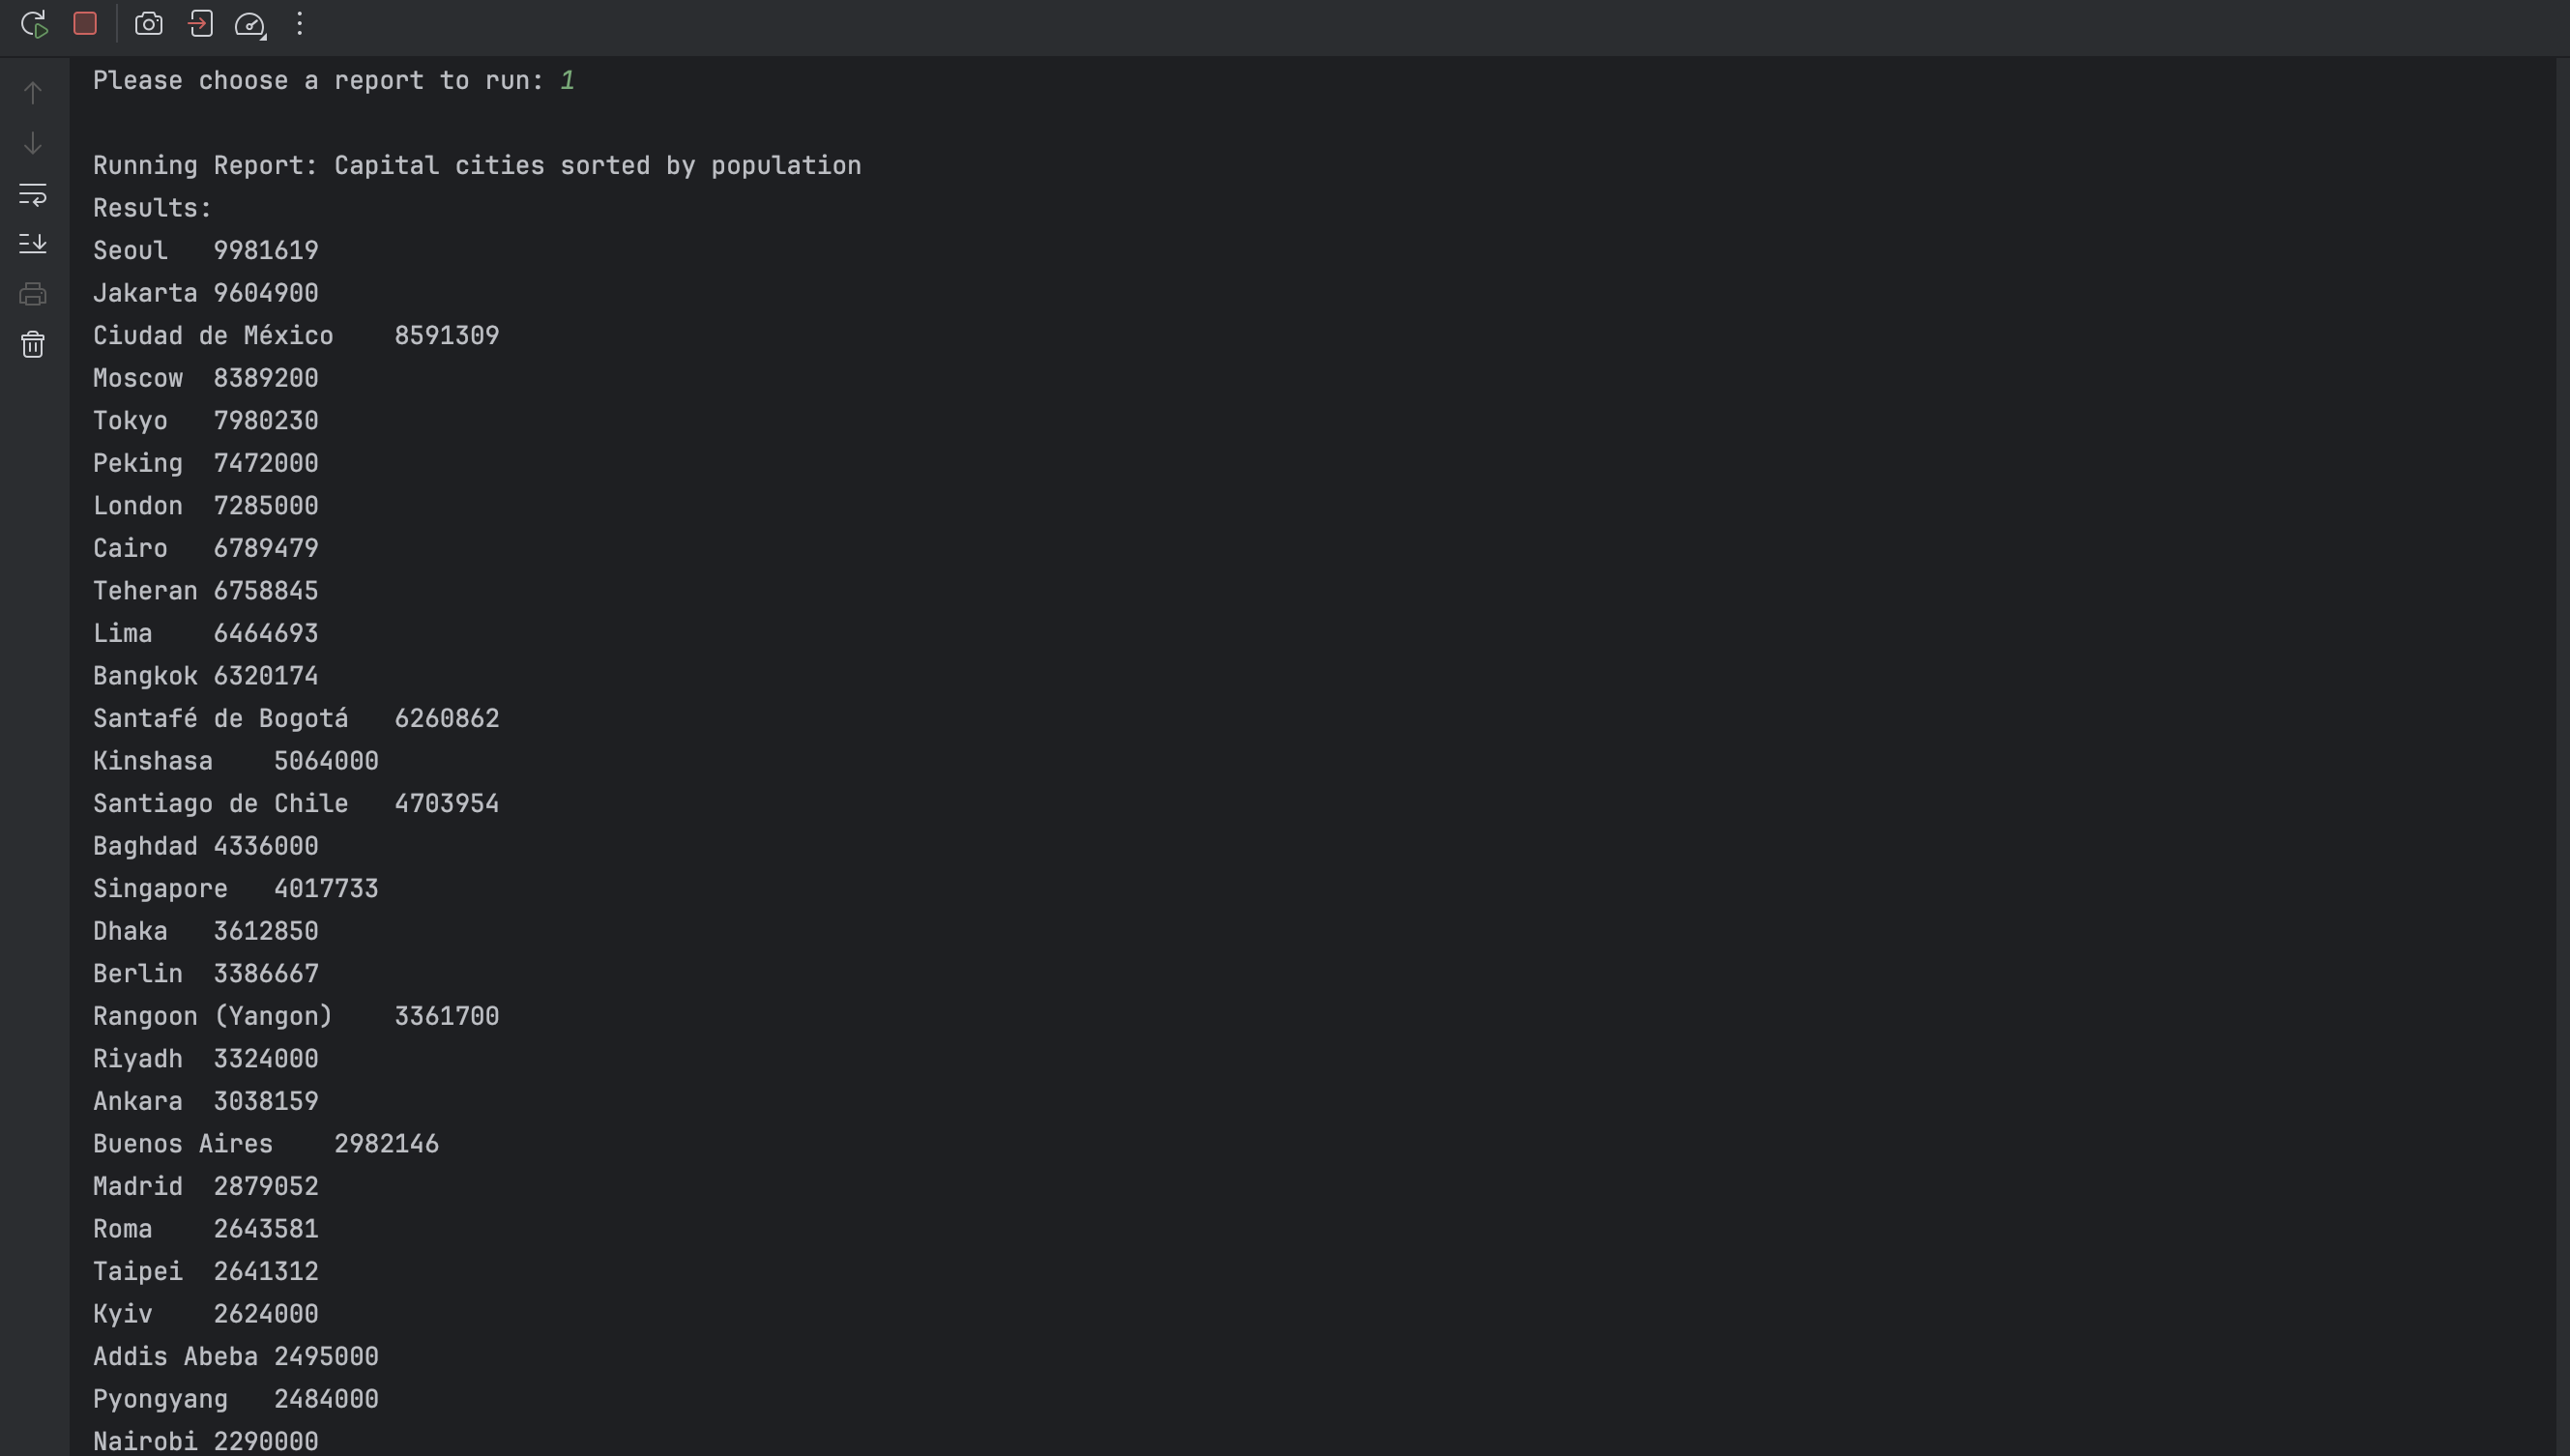 Please choose a report to run: 1
Running Report: Capital cities sorted by population
Results:
Seoul	9981619
Jakarta	9604900
Ciudad de México	8591309
Moscow	8389200
Tokyo	7980230
Peking	7472000
London	7285000
Cairo	6789479
Teheran	6758845
Lima	6464693
Bangkok	6320174
Santafé de Bogotá	6260862
Kinshasa	5064000
Santiago de Chile	4703954
Baghdad	4336000
Singapore	4017733
Dhaka	3612850
Berlin	3386667
Rangoon (Yangon)	3361700
Riyadh	3324000
Ankara	3038159
Buenos Aires	2982146
Madrid	2879052
Roma	2643581
Taipei	2641312
Kyiv	2624000
Addis Abeba	2495000
Pyongyang	2484000
Nairobi	2290000